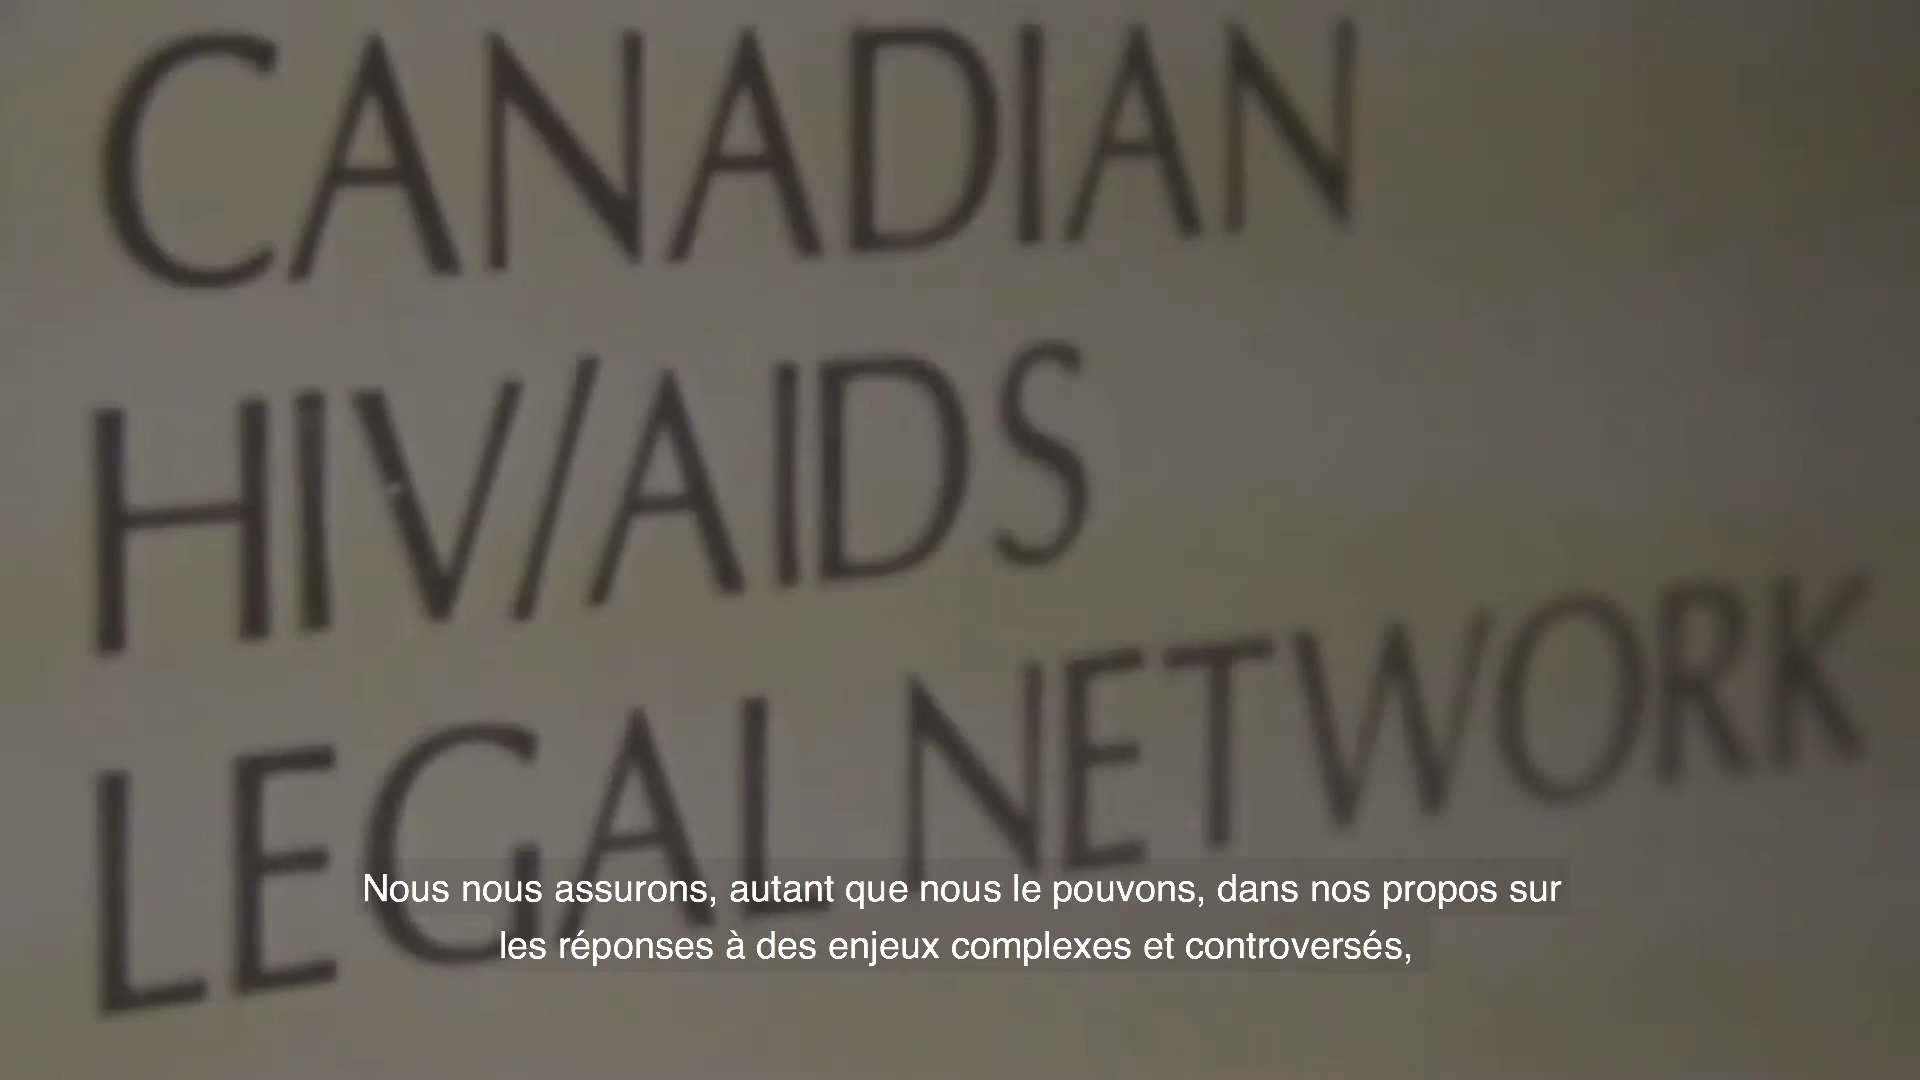 CANADIAN
HIV/AIDS
LEGAL NETWORK
Nous nous assurons, autant que nous le pouvons, dans nos propos sur
les réponses à des enjeux complexes et controversés,